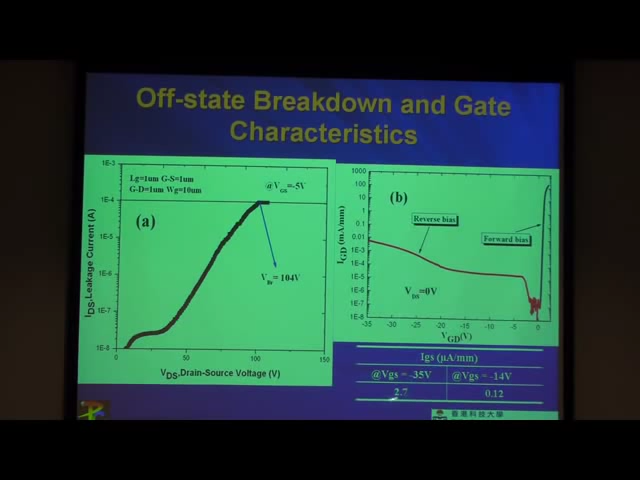 Off-state Breakdown and Gate
Characteristics
1E-3
1E-4
1E-5
1E-6
1E-7
1E-8
I_DS-Leakage Current (A)
Lg=1um G-S=1um
G-D=1um Wg=10um
@V_GS=-5V
(a)
V_Br= 104V
0
50
100
150
V_DS-Drain-Source Voltage (V)
1000
100
10
1
0.1
0.01
1E-3
1E-4
1E-5
1E-6
1E-7
1E-8
I_GD (mA/mm)
(b)
Reverse bias
Forward bias
V_DS=0V
-35 -30 -25 -20 -15 -10 -5 0
V_GD(V)
Igs (μA/mm)
@Vgs = -35V @Vgs = -14V
2.7 0.12
臺灣科技大學